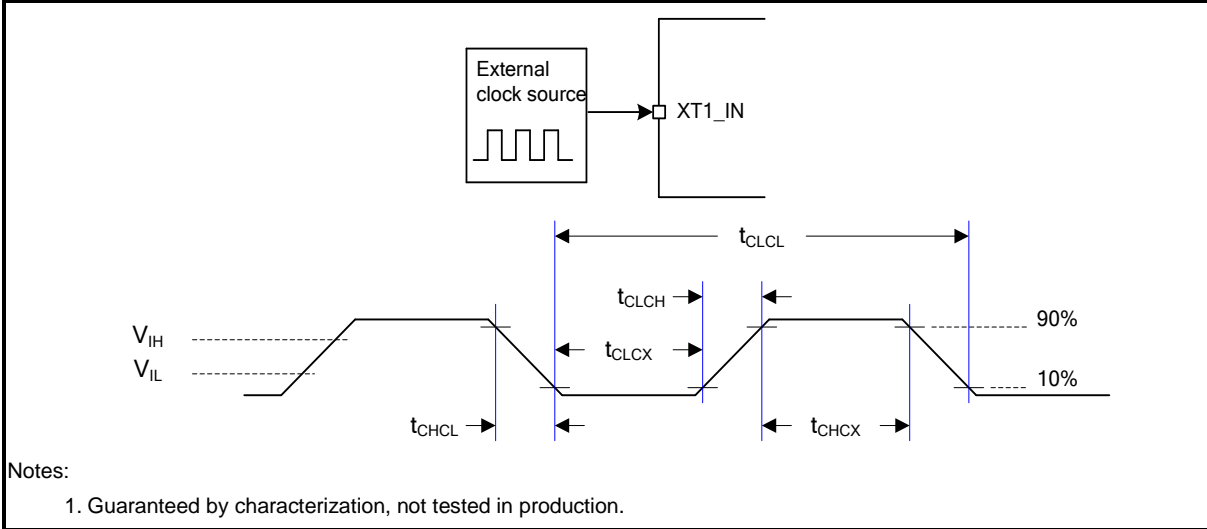 External
clock source
XT1_IN
tCLCL
tCLCH
90%
VIH
tCLCX
VIL
10%
tCHCL
tCHCX
Notes:
1. Guaranteed by characterization, not tested in production.